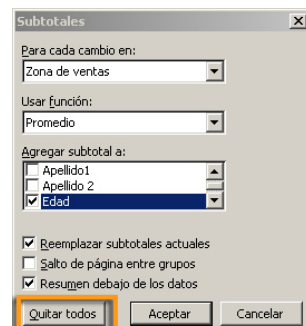 Subtotales
Para cada cambio en:
Zona de ventas
Usar función:
Promedio
Agregar subtotal a:
Apellido1
Apellido 2
Edad
Reemplazar subtotales actuales
Salto de página entre grupos
Resumen debajo de los datos
Quitar todos Aceptar Cancelar